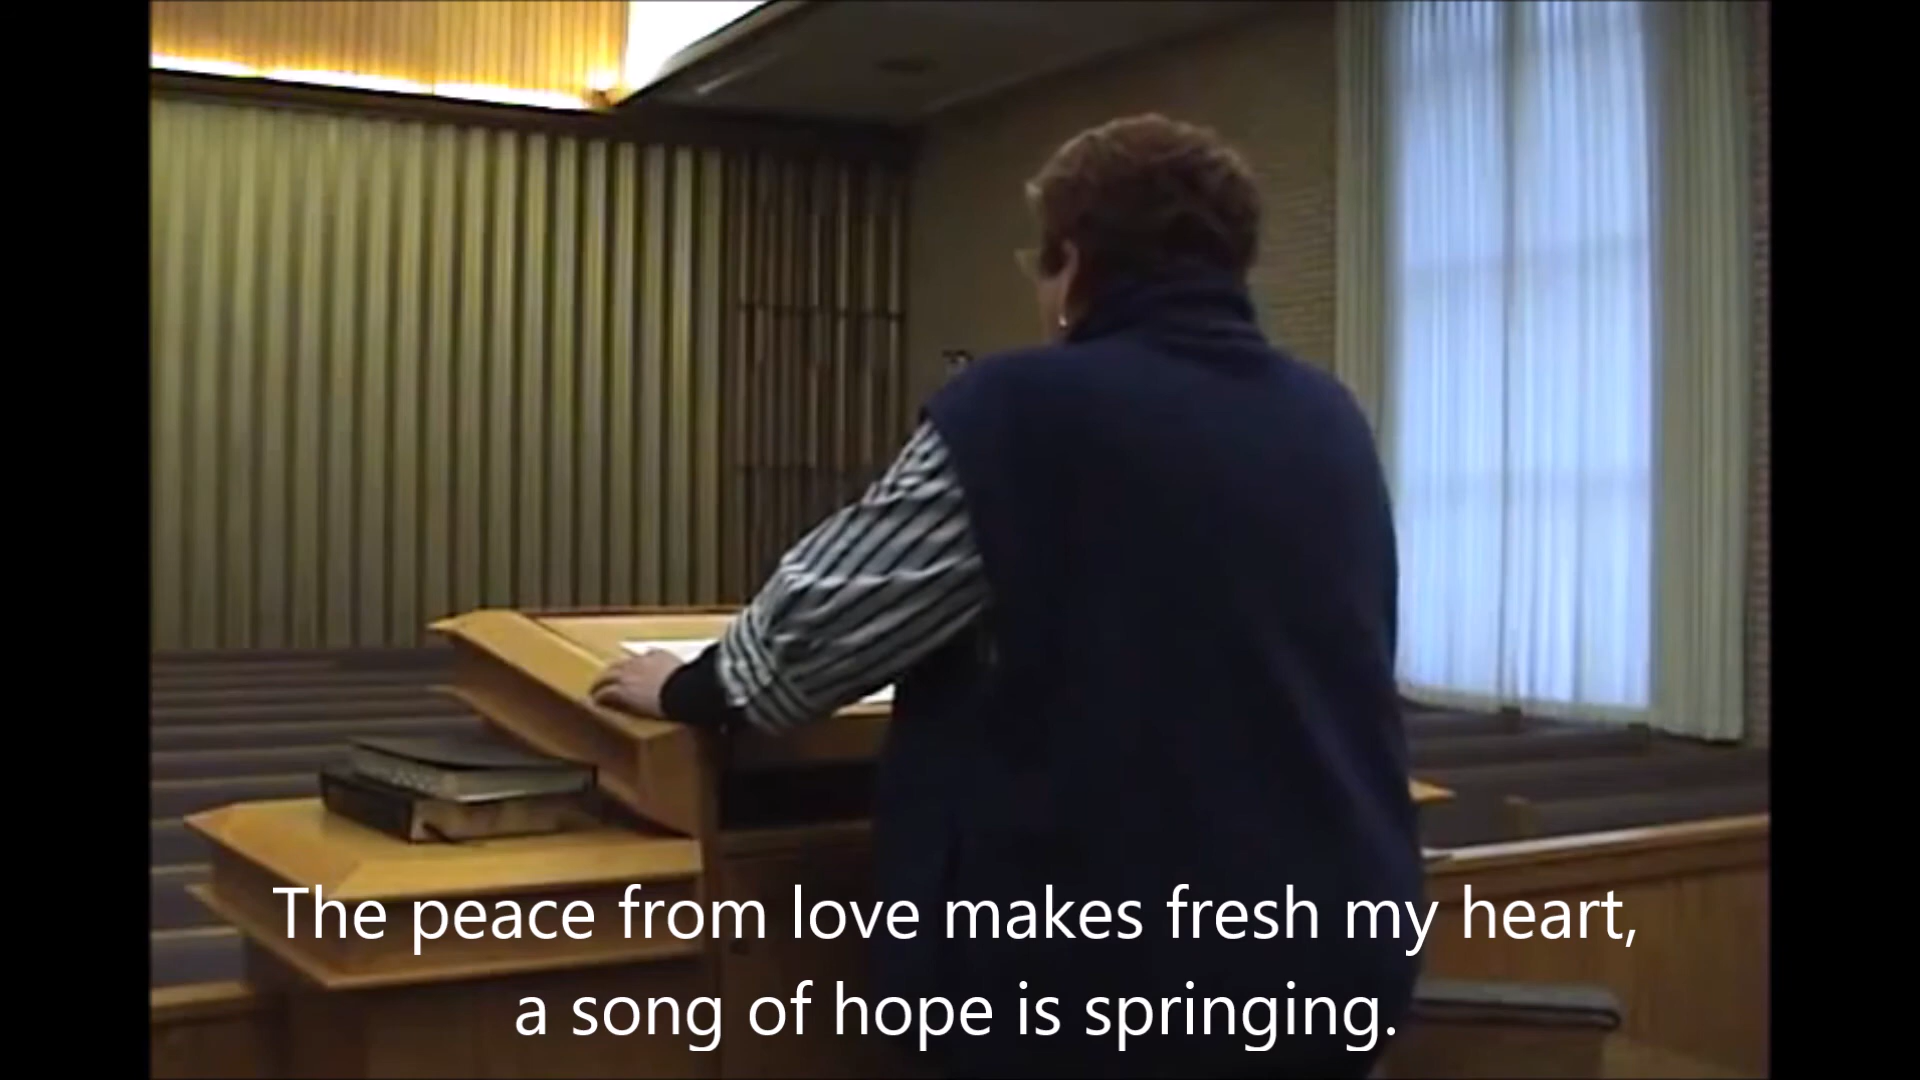 The peace from love makes fresh my heart,
a song of hope is springing.